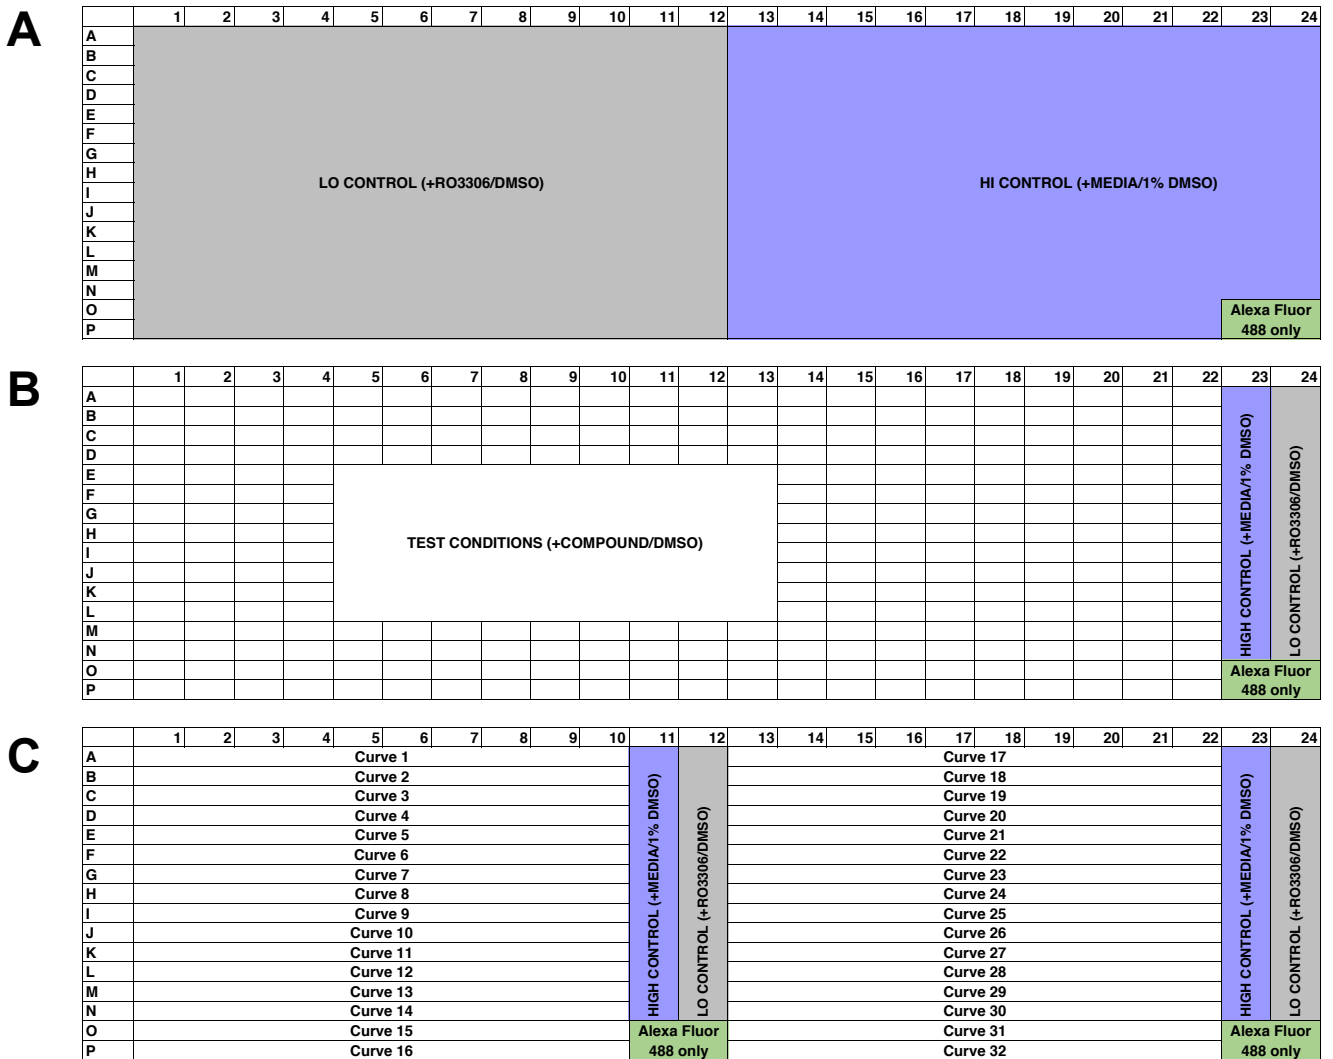 A
1 2 3 4 5 6 7 8 9 10 11 12 13 14 15 16 17 18 19 20 21 22 23 24
A
B
C
D
E
F
G
H
I
J
K
L
M
N
O
P
LO CONTROL (+RO3306/DMSO)
HI CONTROL (+MEDIA/1% DMSO)
Alexa Fluor
488 only
B
1 2 3 4 5 6 7 8 9 10 11 12 13 14 15 16 17 18 19 20 21 22 23 24
A
B
C
D
E
F
G
H
I
J
K
L
M
N
O
P
TEST CONDITIONS (+COMPOUND/DMSO)
HIGH CONTROL (+MEDIA/1% DMSO)
LO CONTROL (+RO3306/DMSO)
Alexa Fluor
488 only
C
1 2 3 4 5 6 7 8 9 10 11 12 13 14 15 16 17 18 19 20 21 22 23 24
A Curve 1 Curve 17
B Curve 2 Curve 18
C Curve 3 Curve 19
D Curve 4 Curve 20
E Curve 5 Curve 21
F Curve 6 Curve 22
G Curve 7 Curve 23
H Curve 8 Curve 24
I Curve 9 Curve 25
J Curve 10 Curve 26
K Curve 11 Curve 27
L Curve 12 Curve 28
M Curve 13 Curve 29
N Curve 14 Curve 30
O Curve 15 Alexa Fluor Curve 31 Alexa Fluor
P Curve 16 488 only Curve 32 488 only
HIGH CONTROL (+MEDIA/1% DMSO)
LO CONTROL (+RO3306/DMSO)
HIGH CONTROL (+MEDIA/1% DMSO)
LO CONTROL (+RO3306/DMSO)